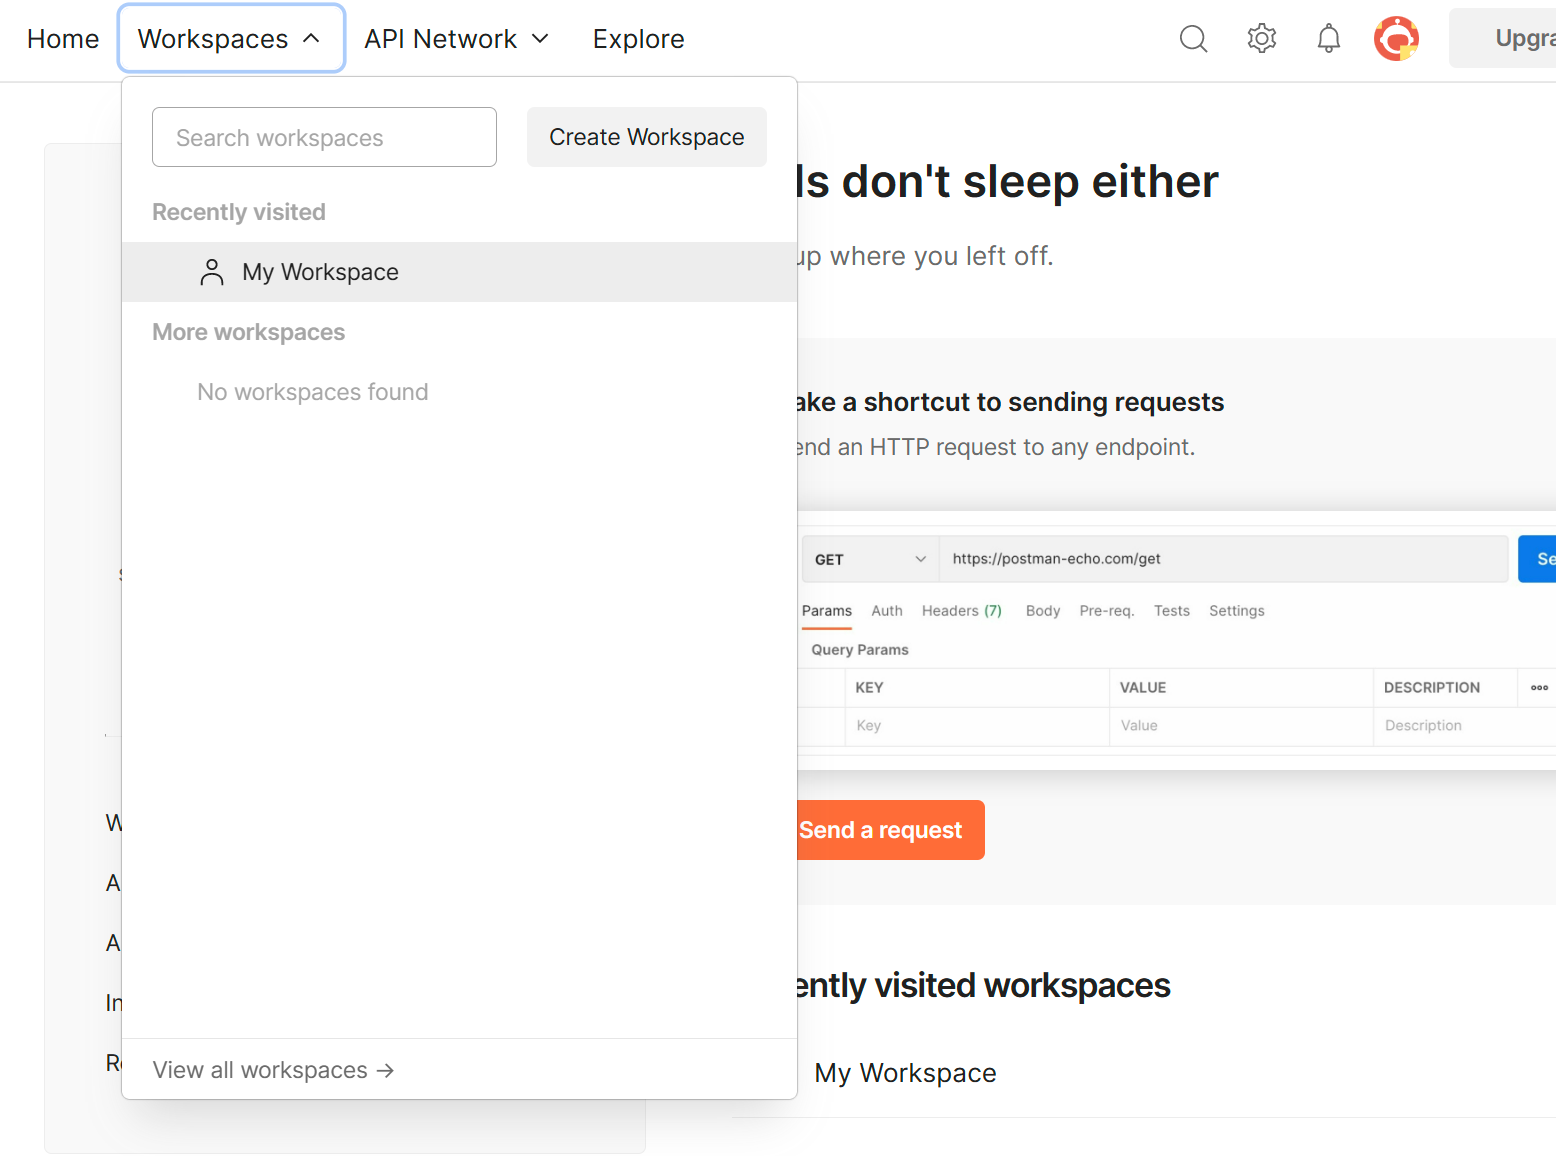 Home Workspaces API Network Explore Upgra
Search workspaces Create Workspace
Recently visited
My Workspace
More workspaces
No workspaces found
View all workspaces →
ls don't sleep either
up where you left off.
ake a shortcut to sending requests
end an HTTP request to any endpoint.
GET https://postman-echo.com/get Se
Params Auth Headers (7) Body Pre-req. Tests Settings
Query Params
KEY VALUE DESCRIPTION
Key Value Description
Send a request
ently visited workspaces
My Workspace
W
A
A
In
Re